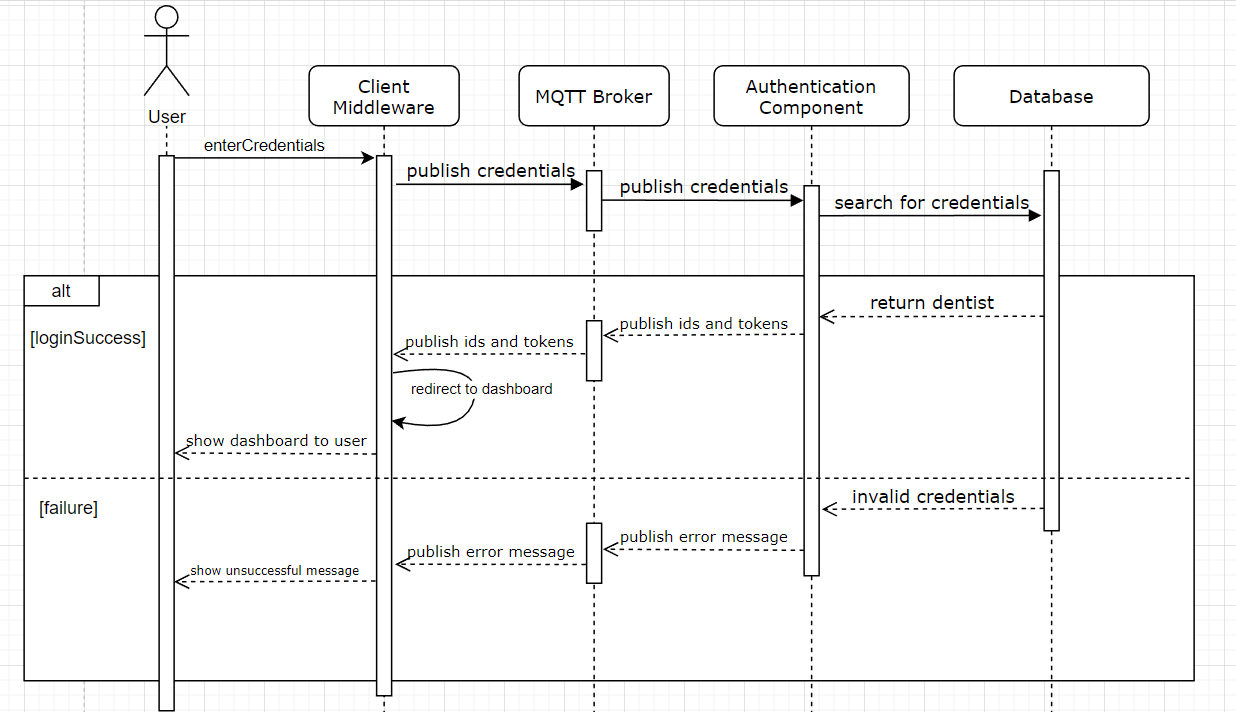 User
Client
Middleware
MQTT Broker
Authentication
Component
Database
enterCredentials
publish credentials
publish credentials
search for credentials
alt
[loginSuccess]
return dentist
publish ids and tokens
publish ids and tokens
redirect to dashboard
show dashboard to user
[failure]
invalid credentials
publish error message
publish error message
show unsuccessful message